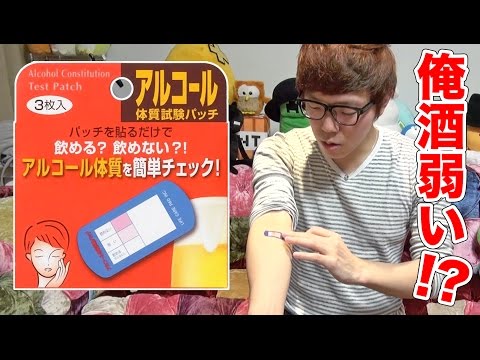 Alcohol Constitution
Test Patch
3枚入
アルコール
体質試験パッチ
パッチを貼るだけで
飲める? 飲めない?!
アルコール体質を簡単チェック!
俺酒弱い!?